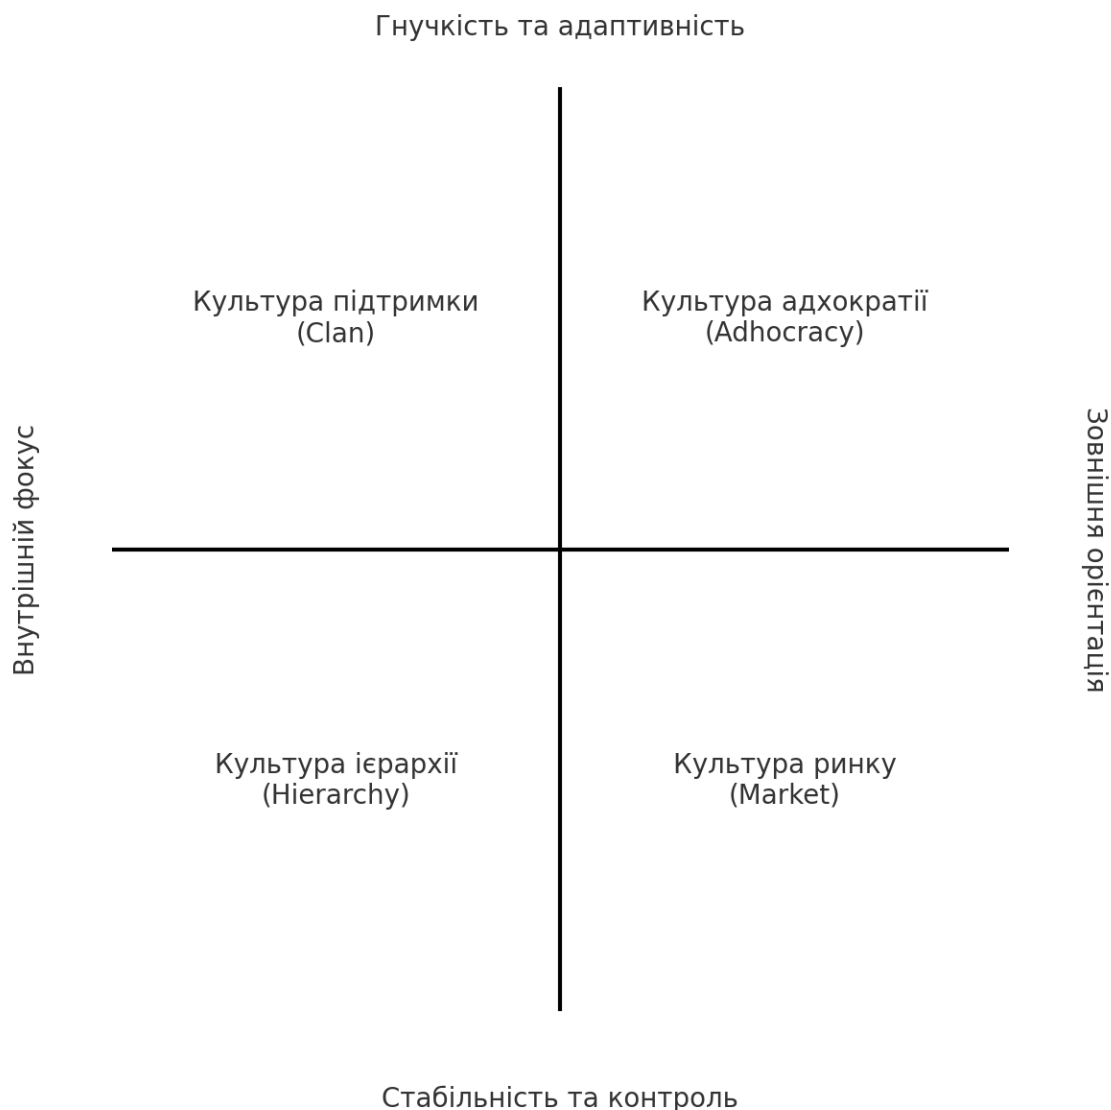 Гнучкість та адаптивність
Культура підтримки
(Clan)
Культура адхократії
(Adhocracy)
Внутрішній фокус
Зовнішня орієнтація
Культура ієрархії
(Hierarchy)
Культура ринку
(Market)
Стабільність та контроль